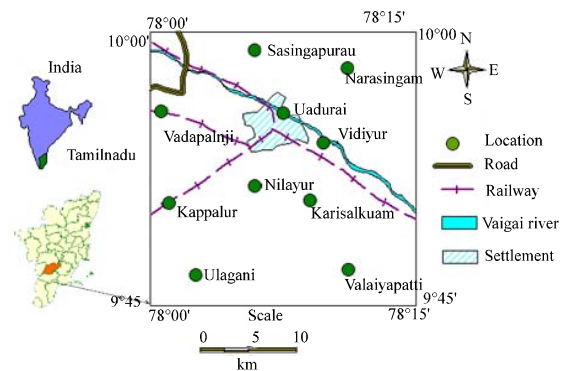 78°00'
78°15'
10°00'
10°00
India
Tamilnadu
Sasingapurau
Narasingam
Uadurai
Vadapalnji
Vidiyur
Nilayur
Kappalur
Karisalkuam
Ulagani
Valaiyapatti
9°45
9°45'
78°00'
Scale
78°15'
0 5 10
km
N
W E
S
Location
Road
Railway
Vaigai river
Settlement